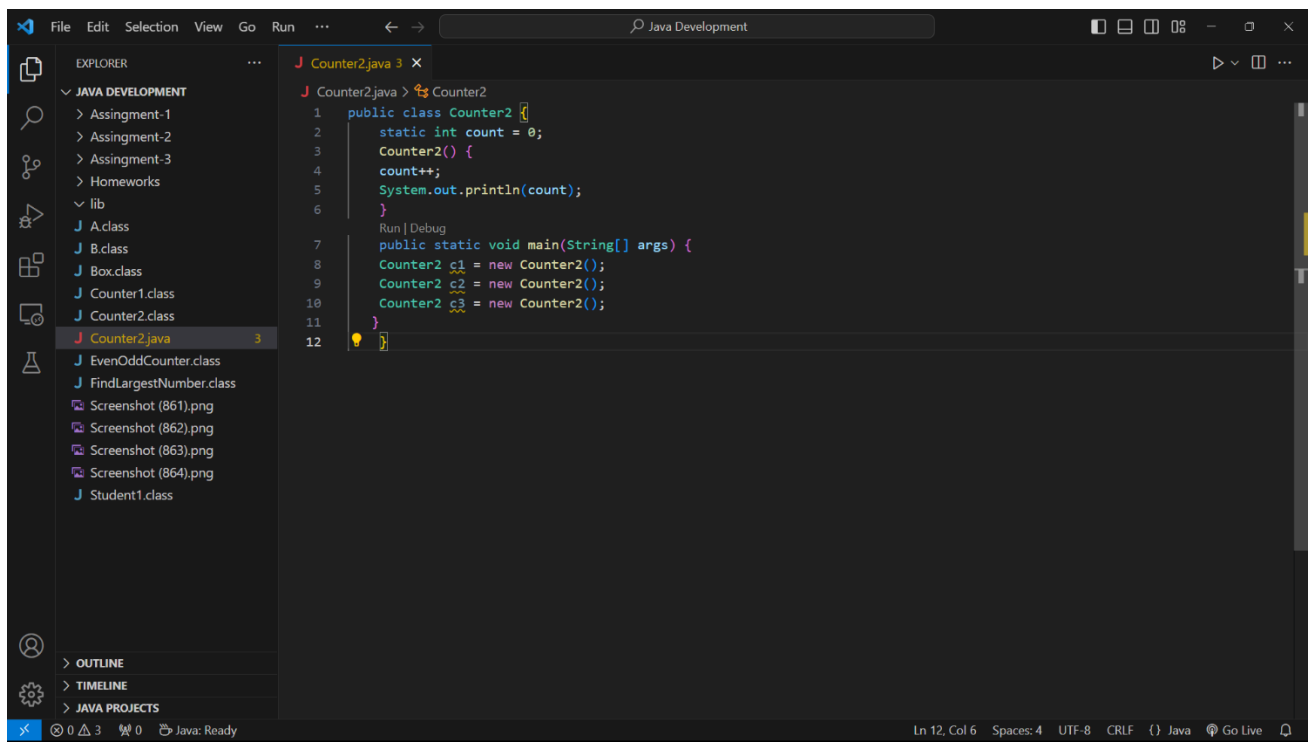 File Edit Selection View Go Run ··· Java Development
EXPLORER ···
JAVA DEVELOPMENT
Assingment-1
Assingment-2
Assingment-3
Homeworks
lib
J A.class
J B.class
J Box.class
J Counter1.class
J Counter2.class
J Counter2.java 3
J EvenOddCounter.class
J FindLargestNumber.class
Screenshot (861).png
Screenshot (862).png
Screenshot (863).png
Screenshot (864).png
J Student1.class
OUTLINE
TIMELINE
JAVA PROJECTS
J Counter2.java 3
J Counter2.java > Counter2
1 public class Counter2 {
2 static int count = 0;
3 Counter2() {
4 count++;
5 System.out.println(count);
6 }
Run | Debug
7 public static void main(String[] args) {
8 Counter2 c1 = new Counter2();
9 Counter2 c2 = new Counter2();
10 Counter2 c3 = new Counter2();
11 }
12 }
0 3 0 Java: Ready Ln 12, Col 6 Spaces: 4 UTF-8 CRLF {} Java Go Live